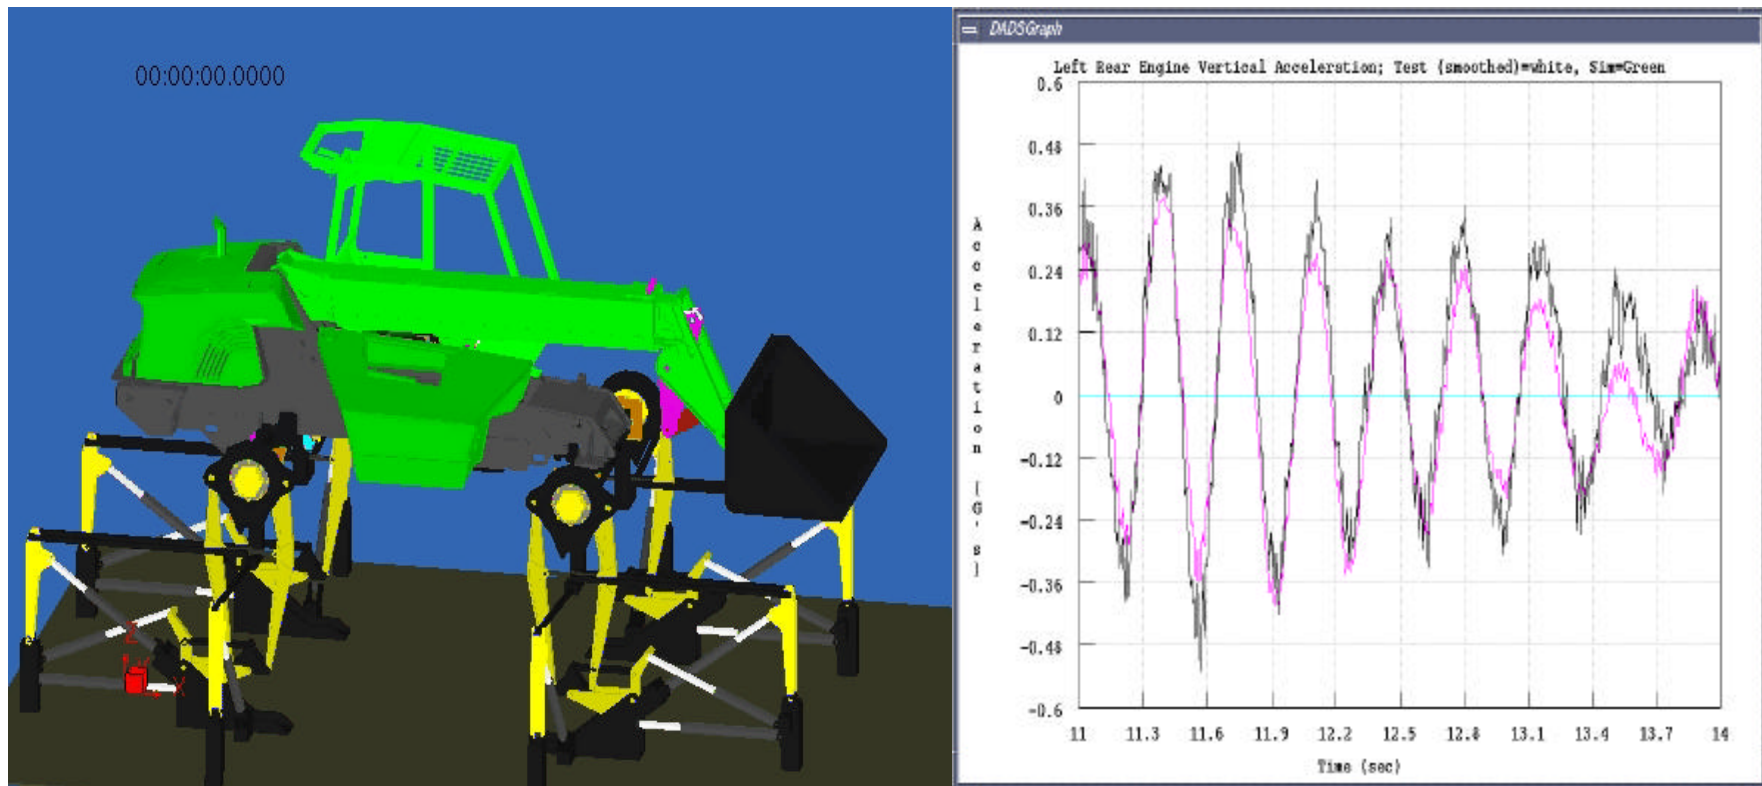 00:00:00.0000
Z
X
DADSGraph
Left Rear Engine Vertical Acceleration; Test (smoothed)=white, Sim=Green
0.6
0.48
0.36
0.24
0.12
0
-0.12
-0.24
-0.36
-0.48
-0.6
Acceleration [G's]
11 11.3 11.6 11.9 12.2 12.5 12.8 13.1 13.4 13.7 14
Time (sec)